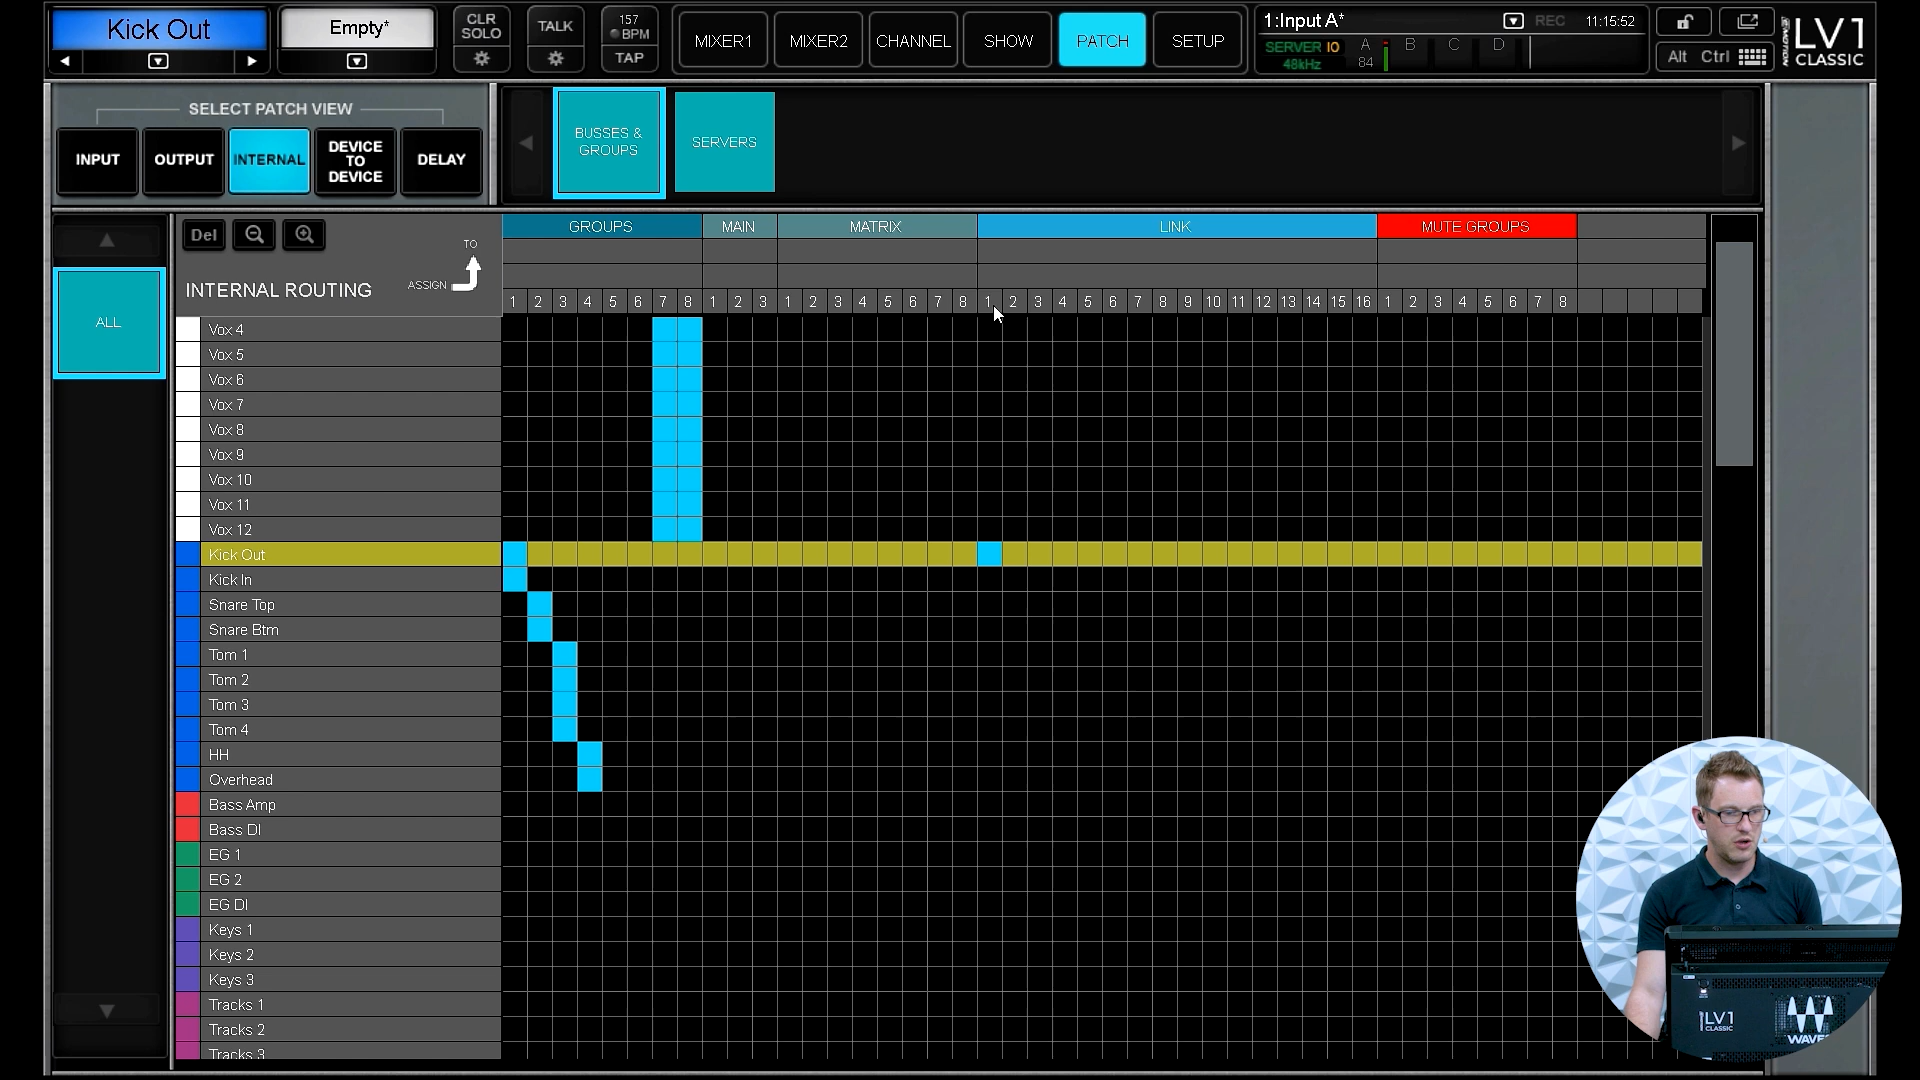 Kick Out
Empty*
CLR SOLO
TALK
157 BPM
TAP
MIXER1
MIXER2
CHANNEL
SHOW
PATCH
SETUP
1:Input A*
REC
11:15:52
SERVER IO
48kHz
A
84
B
C
D
Alt
Ctrl
eMOTION
LV1
CLASSIC
SELECT PATCH VIEW
INPUT
OUTPUT
INTERNAL
DEVICE TO DEVICE
DELAY
BUSSES & GROUPS
SERVERS
Del
TO
ASSIGN
INTERNAL ROUTING
ALL
GROUPS
MAIN
MATRIX
LINK
MUTE GROUPS
1 2 3 4 5 6 7 8 1 2 3 1 2 3 4 5 6 7 8 1 2 3 4 5 6 7 8 9 10 11 12 13 14 15 16 1 2 3 4 5 6 7 8
Vox 4
Vox 5
Vox 6
Vox 7
Vox 8
Vox 9
Vox 10
Vox 11
Vox 12
Kick Out
Kick In
Snare Top
Snare Btm
Tom 1
Tom 2
Tom 3
Tom 4
HH
Overhead
Bass Amp
Bass DI
EG 1
EG 2
EG DI
Keys 1
Keys 2
Keys 3
Tracks 1
Tracks 2
Tracks 3
LV1
CLASSIC
WAVES